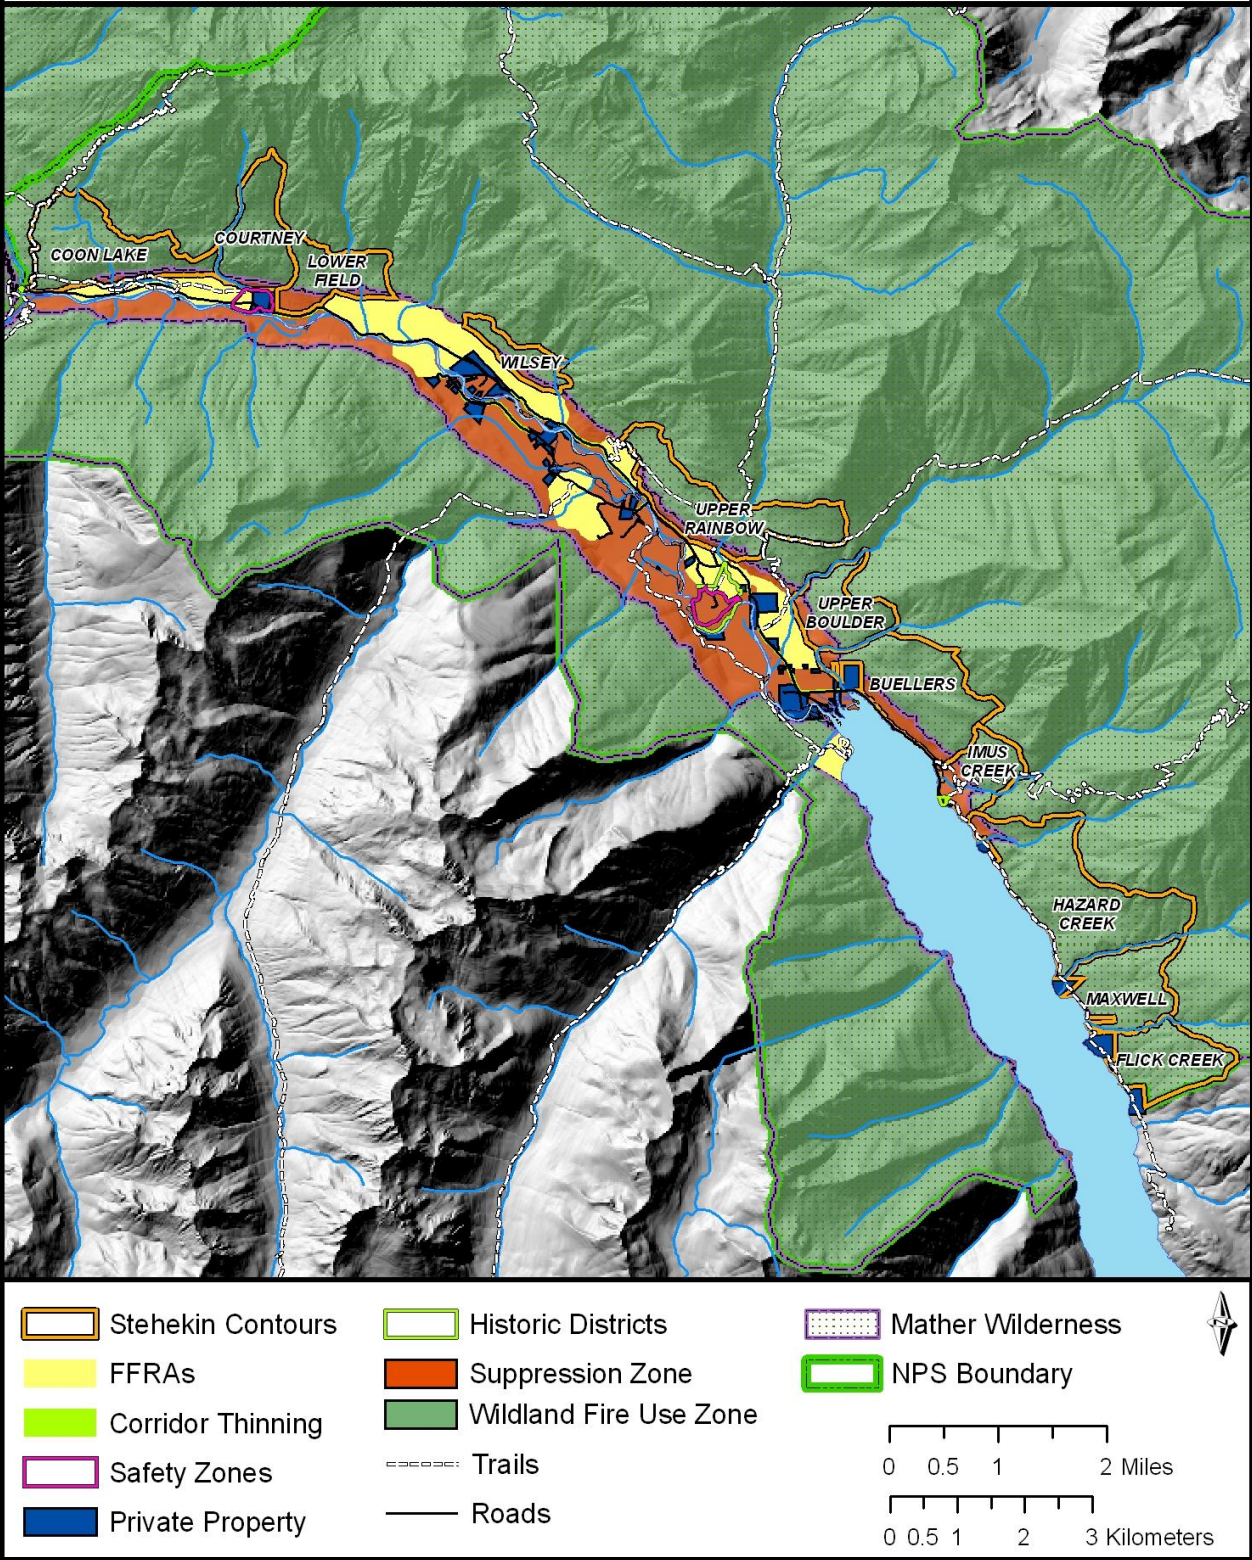 COON LAKE
COURTNEY
LOWER
FIELD
WILSEY
UPPER
RAINBOW
UPPER
BOULDER
BUELLERS
IMUS
CREEK
HAZARD
CREEK
MAXWELL
FLICK CREEK
Stehekin Contours
FFRAs
Corridor Thinning
Safety Zones
Private Property
Historic Districts
Suppression Zone
Wildland Fire Use Zone
Trails
Roads
Mather Wilderness
NPS Boundary
N
0 0.5 1 2 Miles
0 0.5 1 2 3 Kilometers